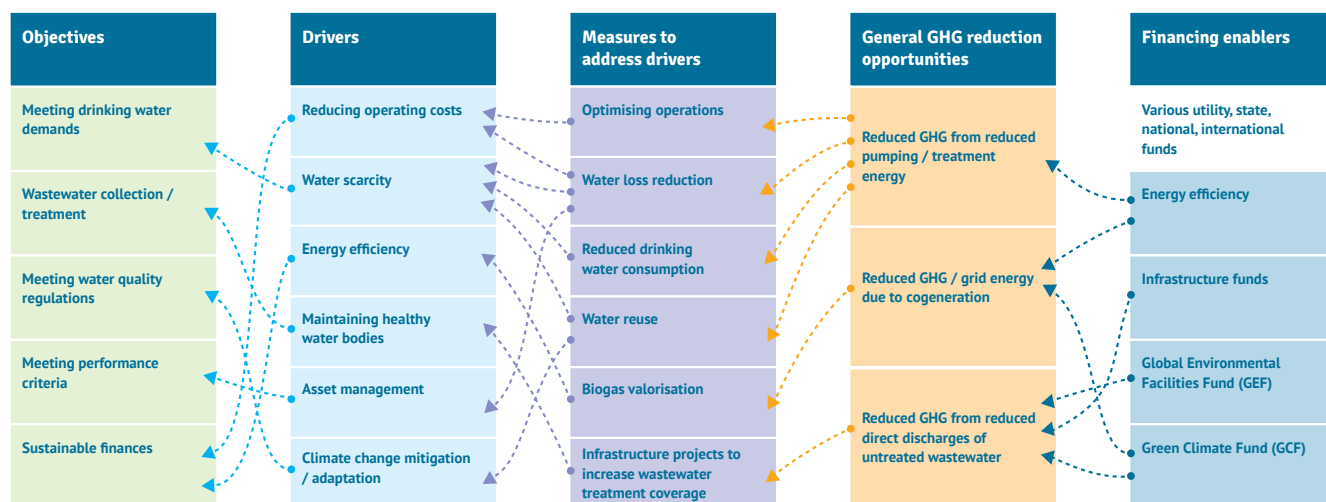 Objectives
Meeting drinking water
demands
Wastewater collection /
treatment
Meeting water quality
regulations
Meeting performance
criteria
Sustainable finances
Drivers
Reducing operating costs
Water scarcity
Energy efficiency
Maintaining healthy
water bodies
Asset management
Climate change mitigation
/ adaptation
Measures to
address drivers
Optimising operations
Water loss reduction
Reduced drinking
water consumption
Water reuse
Biogas valorisation
Infrastructure projects to
increase wastewater
treatment coverage
General GHG reduction
opportunities
Reduced GHG from reduced
pumping / treatment
energy
Reduced GHG / grid energy
due to cogeneration
Reduced GHG from reduced
direct discharges of
untreated wastewater
Financing enablers
Various utility, state,
national, international
funds
Energy efficiency
Infrastructure funds
Global Environmental
Facilities Fund (GEF)
Green Climate Fund (GCF)